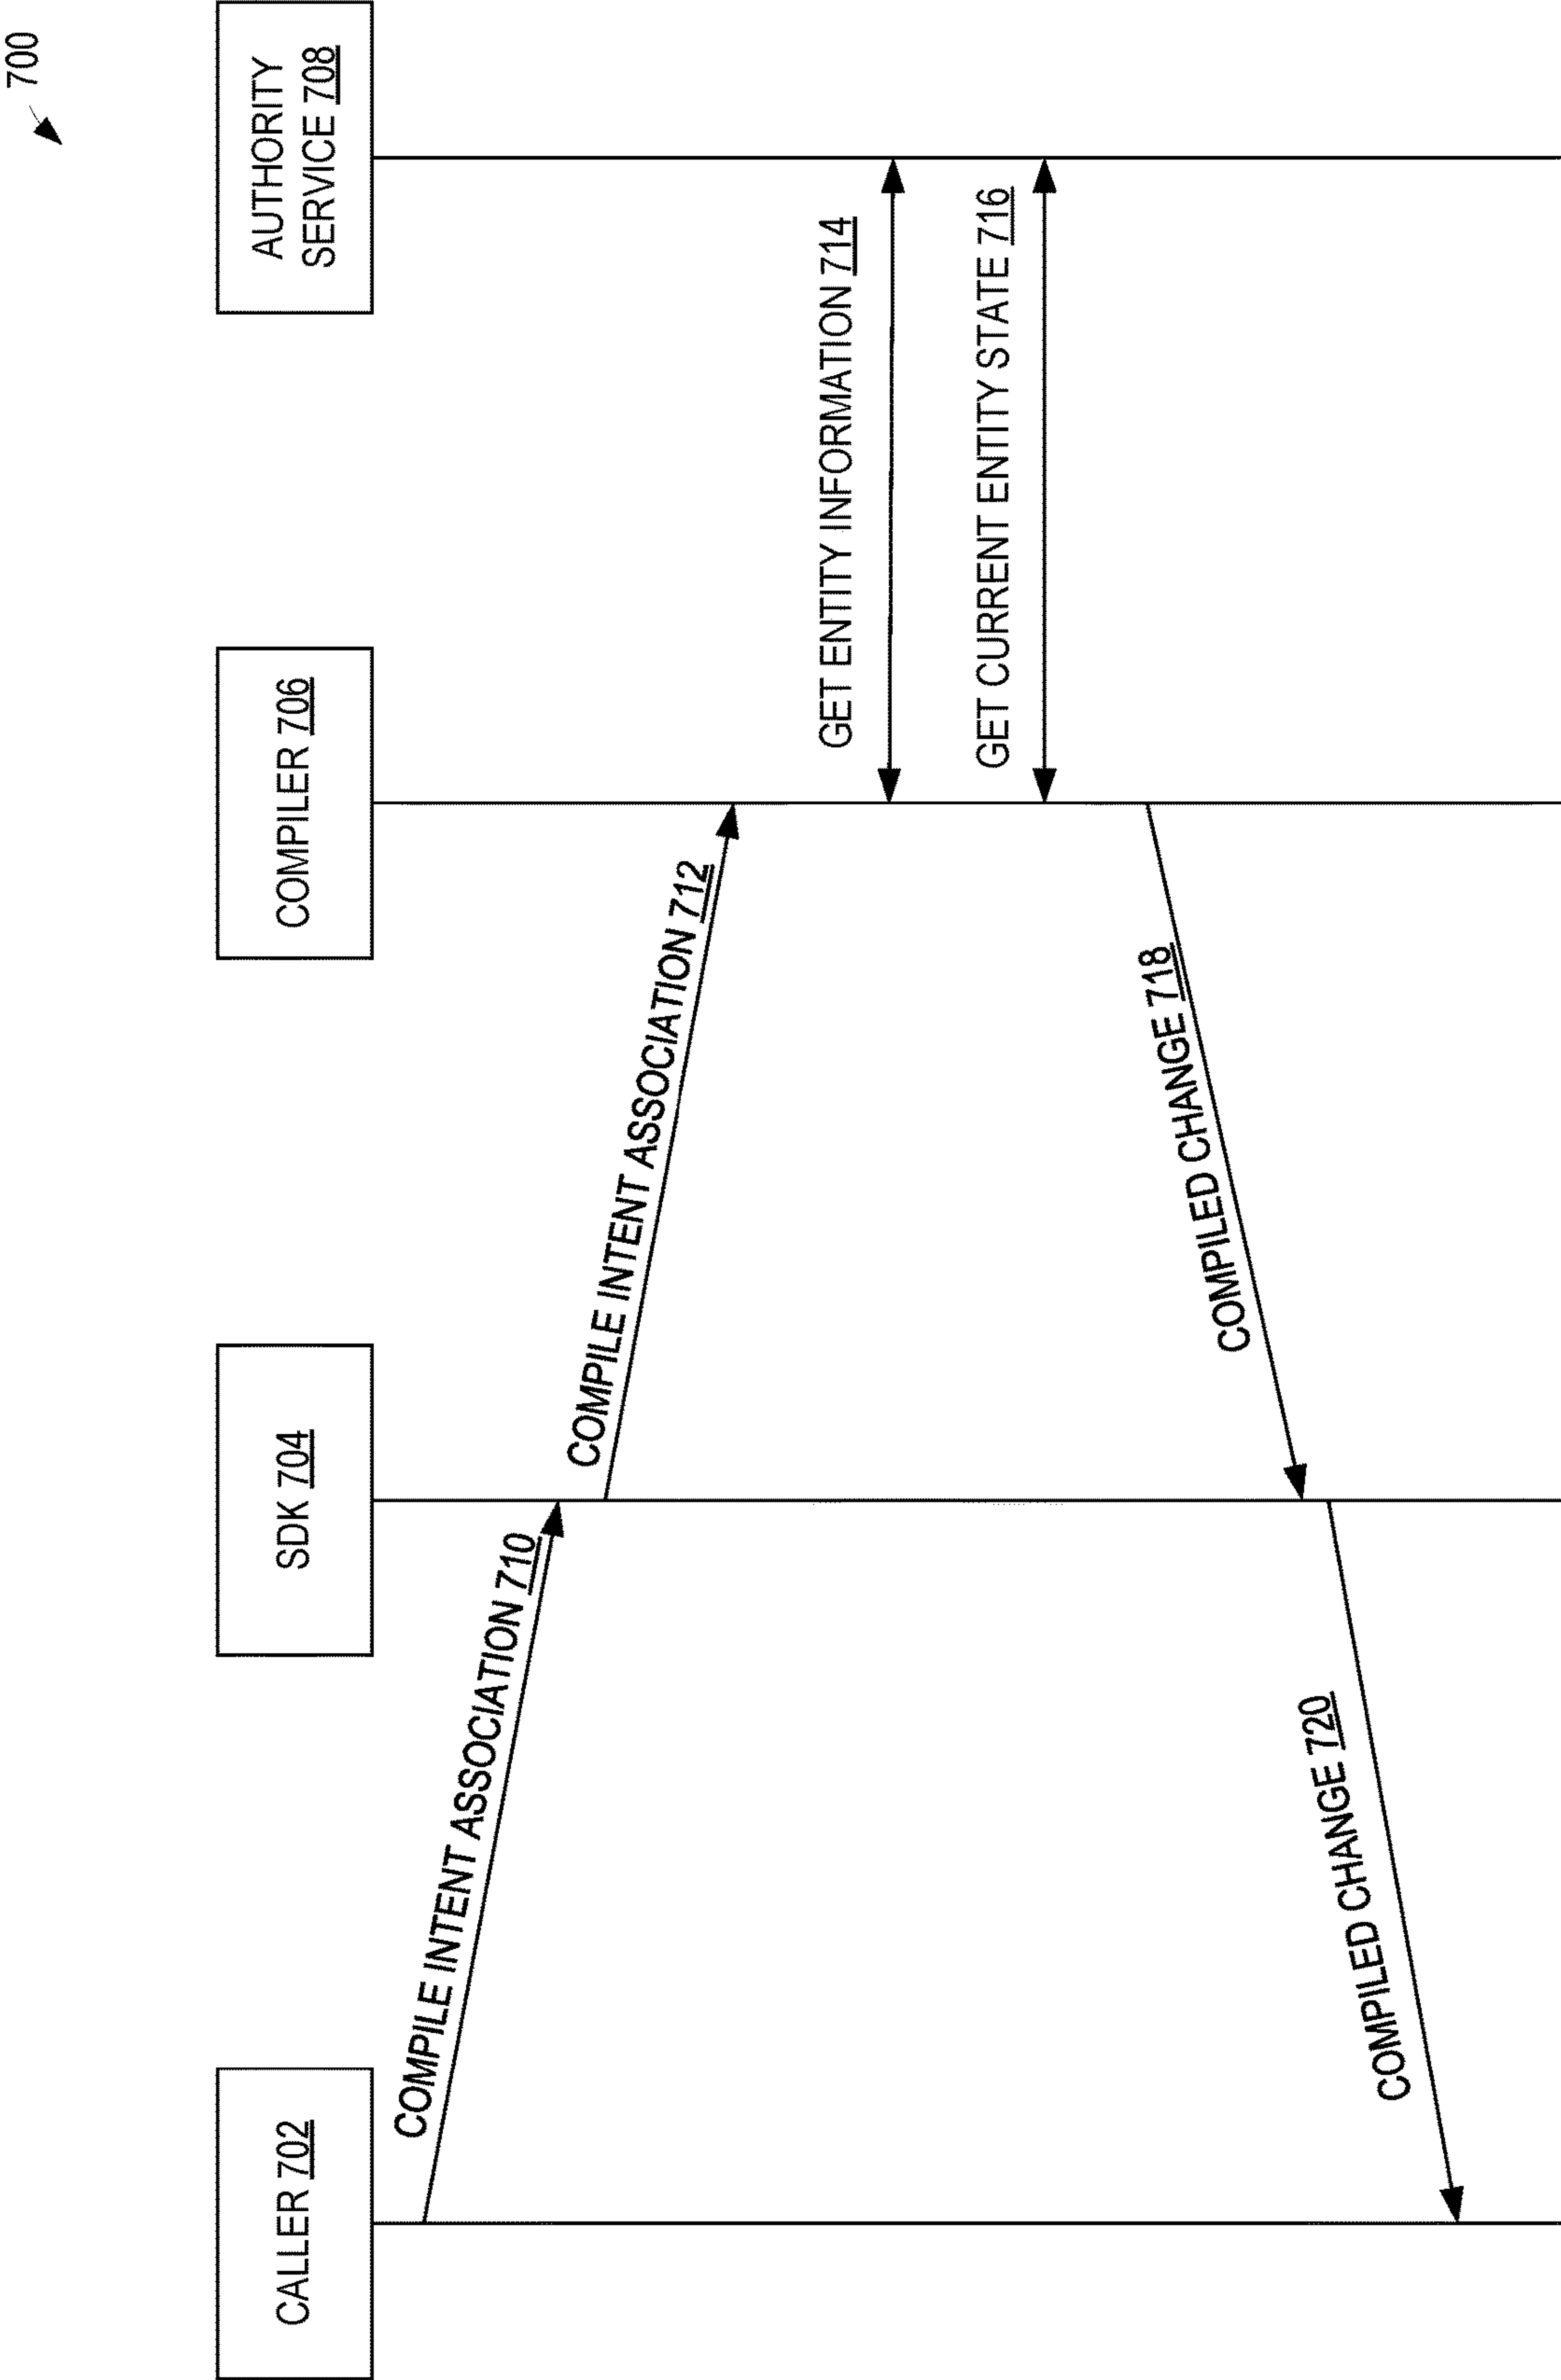 700
CALLER 702
SDK 704
COMPILER 706
AUTHORITY
SERVICE 708
COMPILE INTENT ASSOCIATION 710
COMPILE INTENT ASSOCIATION 712
GET ENTITY INFORMATION 714
GET CURRENT ENTITY STATE 716
COMPILED CHANGE 718
COMPILED CHANGE 720